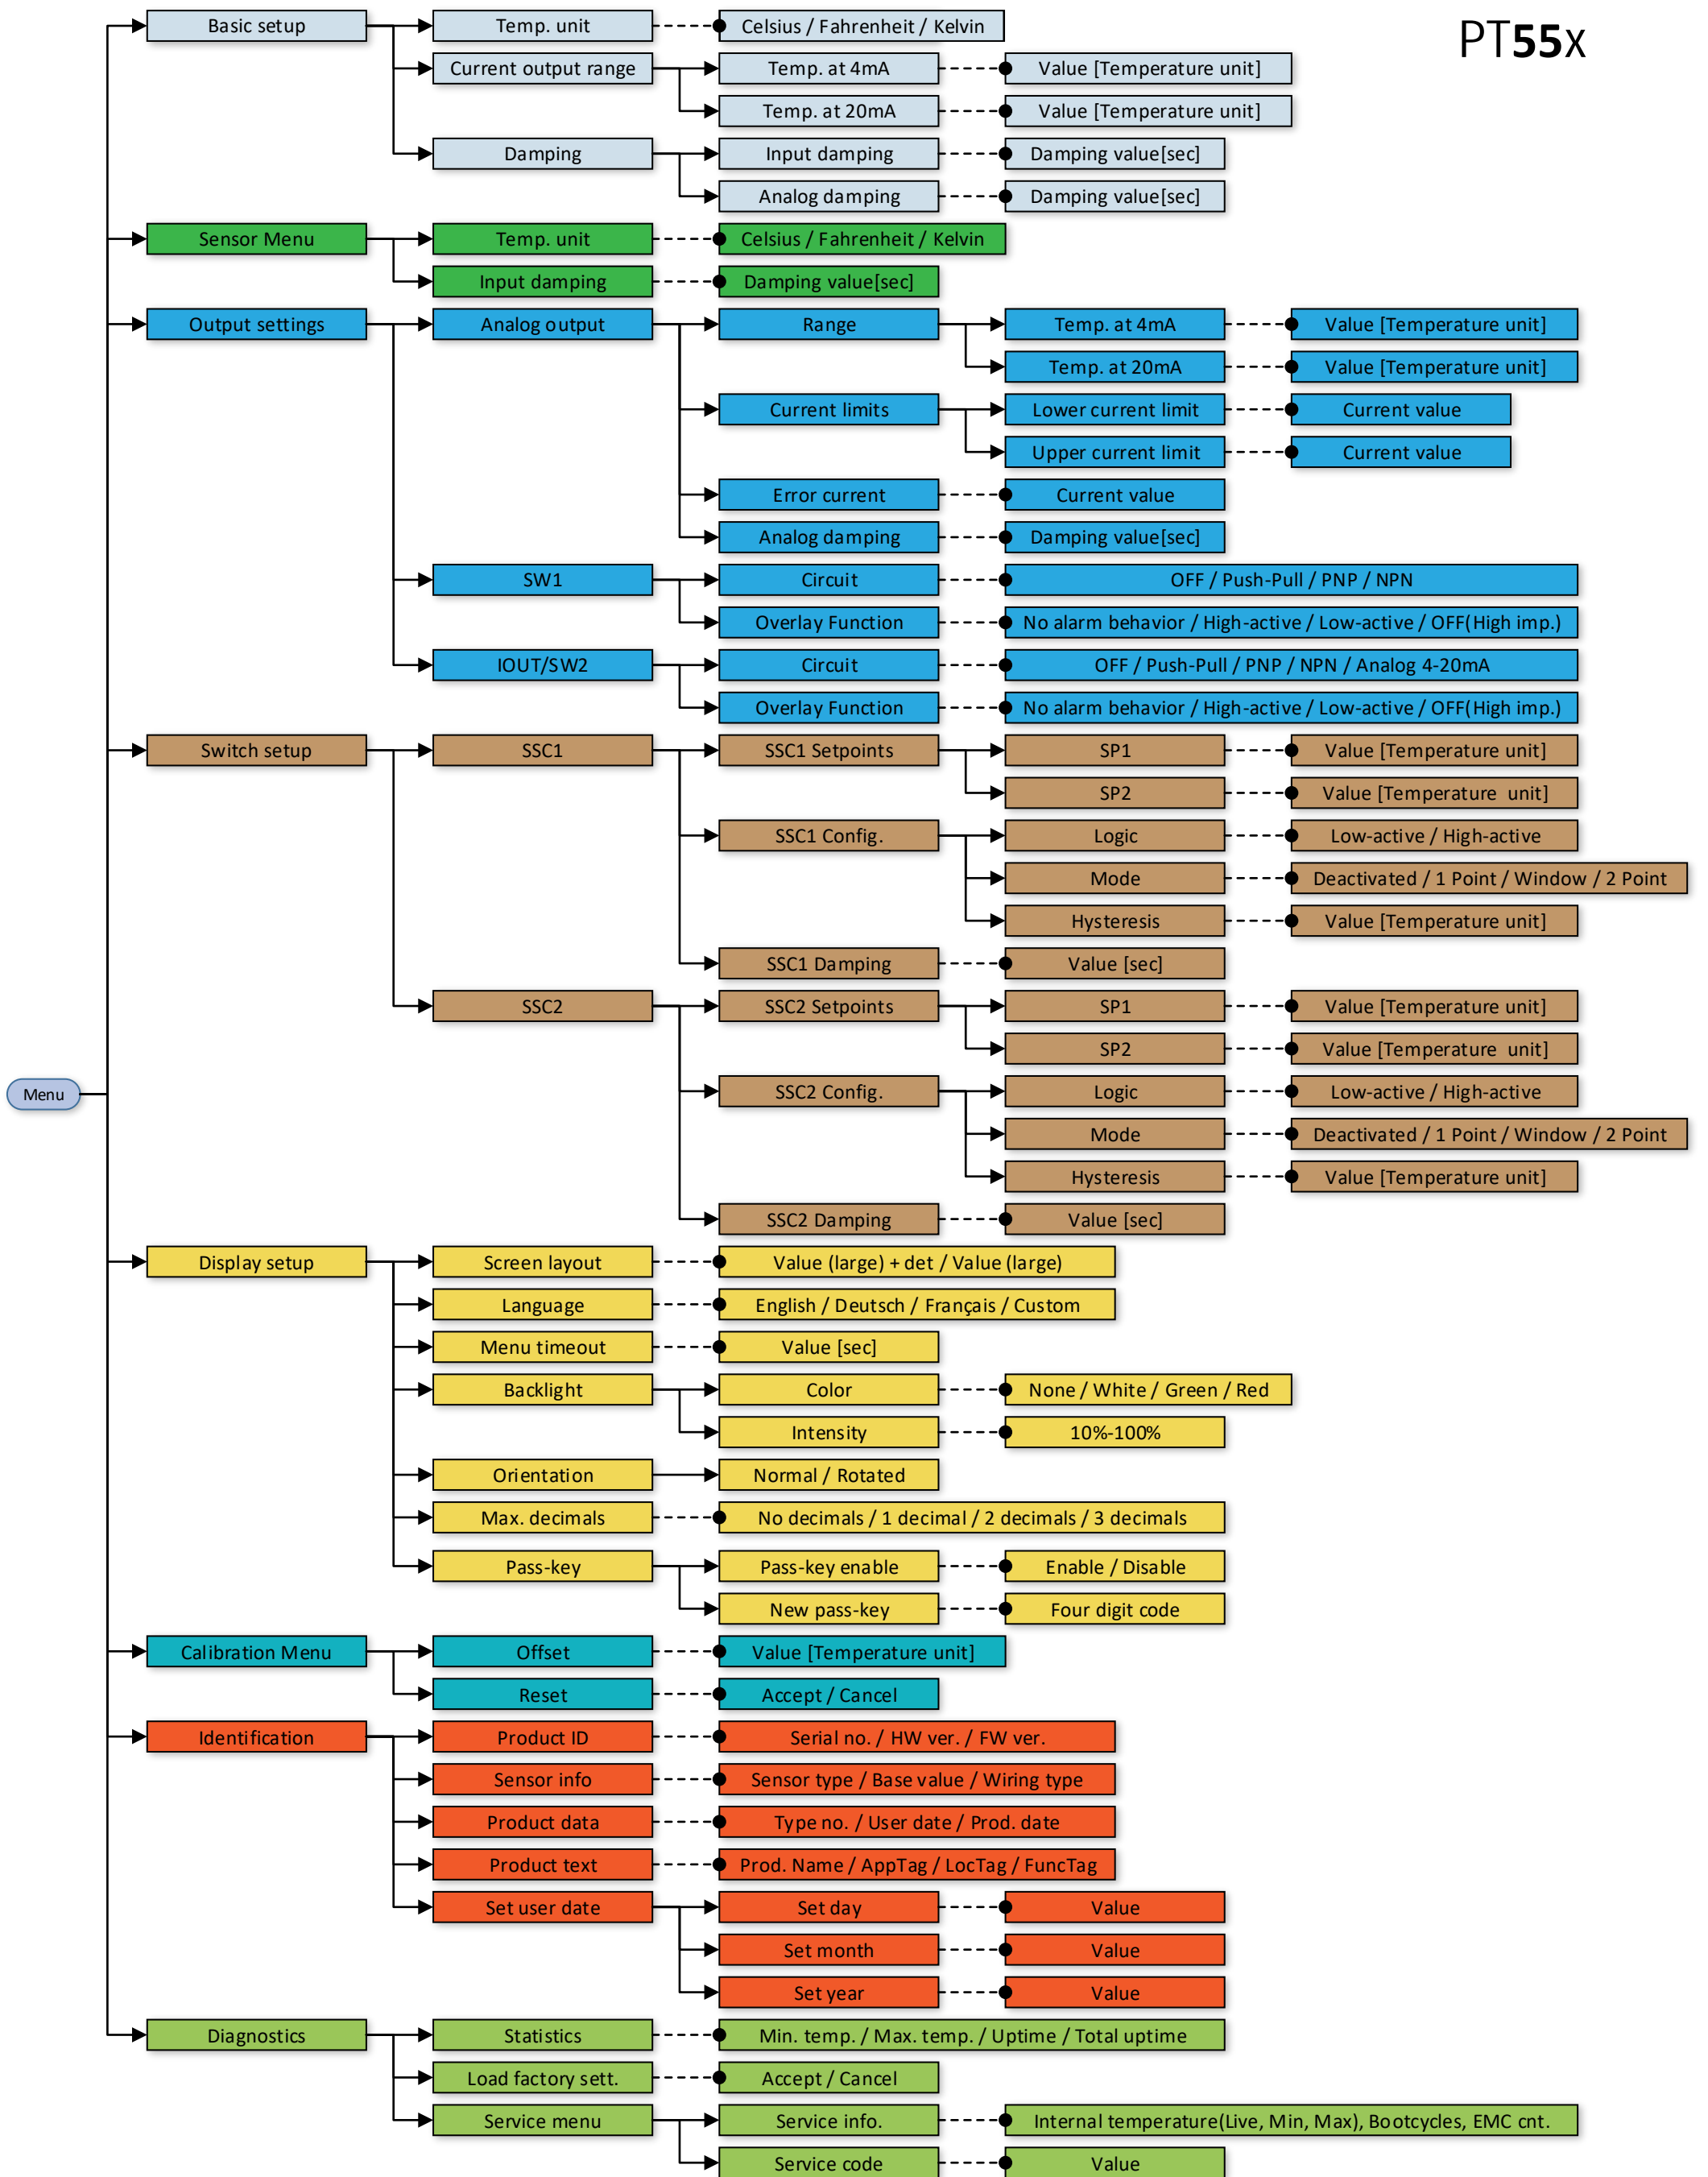 PT55x
Basic setup
Temp. unit
Celsius / Fahrenheit / Kelvin
Current output range
Temp. at 4mA
Value [Temperature unit]
Temp. at 20mA
Value [Temperature unit]
Damping
Input damping
Damping value[sec]
Analog damping
Damping value[sec]
Sensor Menu
Temp. unit
Celsius / Fahrenheit / Kelvin
Input damping
Damping value[sec]
Output settings
Analog output
Range
Temp. at 4mA
Value [Temperature unit]
Temp. at 20mA
Value [Temperature unit]
Current limits
Lower current limit
Current value
Upper current limit
Current value
Error current
Current value
Analog damping
Damping value[sec]
SW1
Circuit
OFF / Push-Pull / PNP / NPN
Overlay Function
No alarm behavior / High-active / Low-active / OFF(High imp.)
IOUT/SW2
Circuit
OFF / Push-Pull / PNP / NPN / Analog 4-20mA
Overlay Function
No alarm behavior / High-active / Low-active / OFF(High imp.)
Switch setup
SSC1
SSC1 Setpoints
SP1
Value [Temperature unit]
SP2
Value [Temperature unit]
SSC1 Config.
Logic
Low-active / High-active
Mode
Deactivated / 1 Point / Window / 2 Point
Hysteresis
Value [Temperature unit]
SSC1 Damping
Value [sec]
SSC2
SSC2 Setpoints
SP1
Value [Temperature unit]
SP2
Value [Temperature unit]
Menu
SSC2 Config.
Logic
Low-active / High-active
Mode
Deactivated / 1 Point / Window / 2 Point
Hysteresis
Value [Temperature unit]
SSC2 Damping
Value [sec]
Display setup
Screen layout
Value (large) + det / Value (large)
Language
English / Deutsch / Français / Custom
Menu timeout
Value [sec]
Backlight
Color
None / White / Green / Red
Intensity
10%-100%
Orientation
Normal / Rotated
Max. decimals
No decimals / 1 decimal / 2 decimals / 3 decimals
Pass-key
Pass-key enable
Enable / Disable
New pass-key
Four digit code
Calibration Menu
Offset
Value [Temperature unit]
Reset
Accept / Cancel
Identification
Product ID
Serial no. / HW ver. / FW ver.
Sensor info
Sensor type / Base value / Wiring type
Product data
Type no. / User date / Prod. date
Product text
Prod. Name / AppTag / LocTag / FuncTag
Set user date
Set day
Value
Set month
Value
Set year
Value
Diagnostics
Statistics
Min. temp. / Max. temp. / Uptime / Total uptime
Load factory sett.
Accept / Cancel
Service menu
Service info.
Internal temperature(Live, Min, Max), Bootcycles, EMC cnt.
Service code
Value